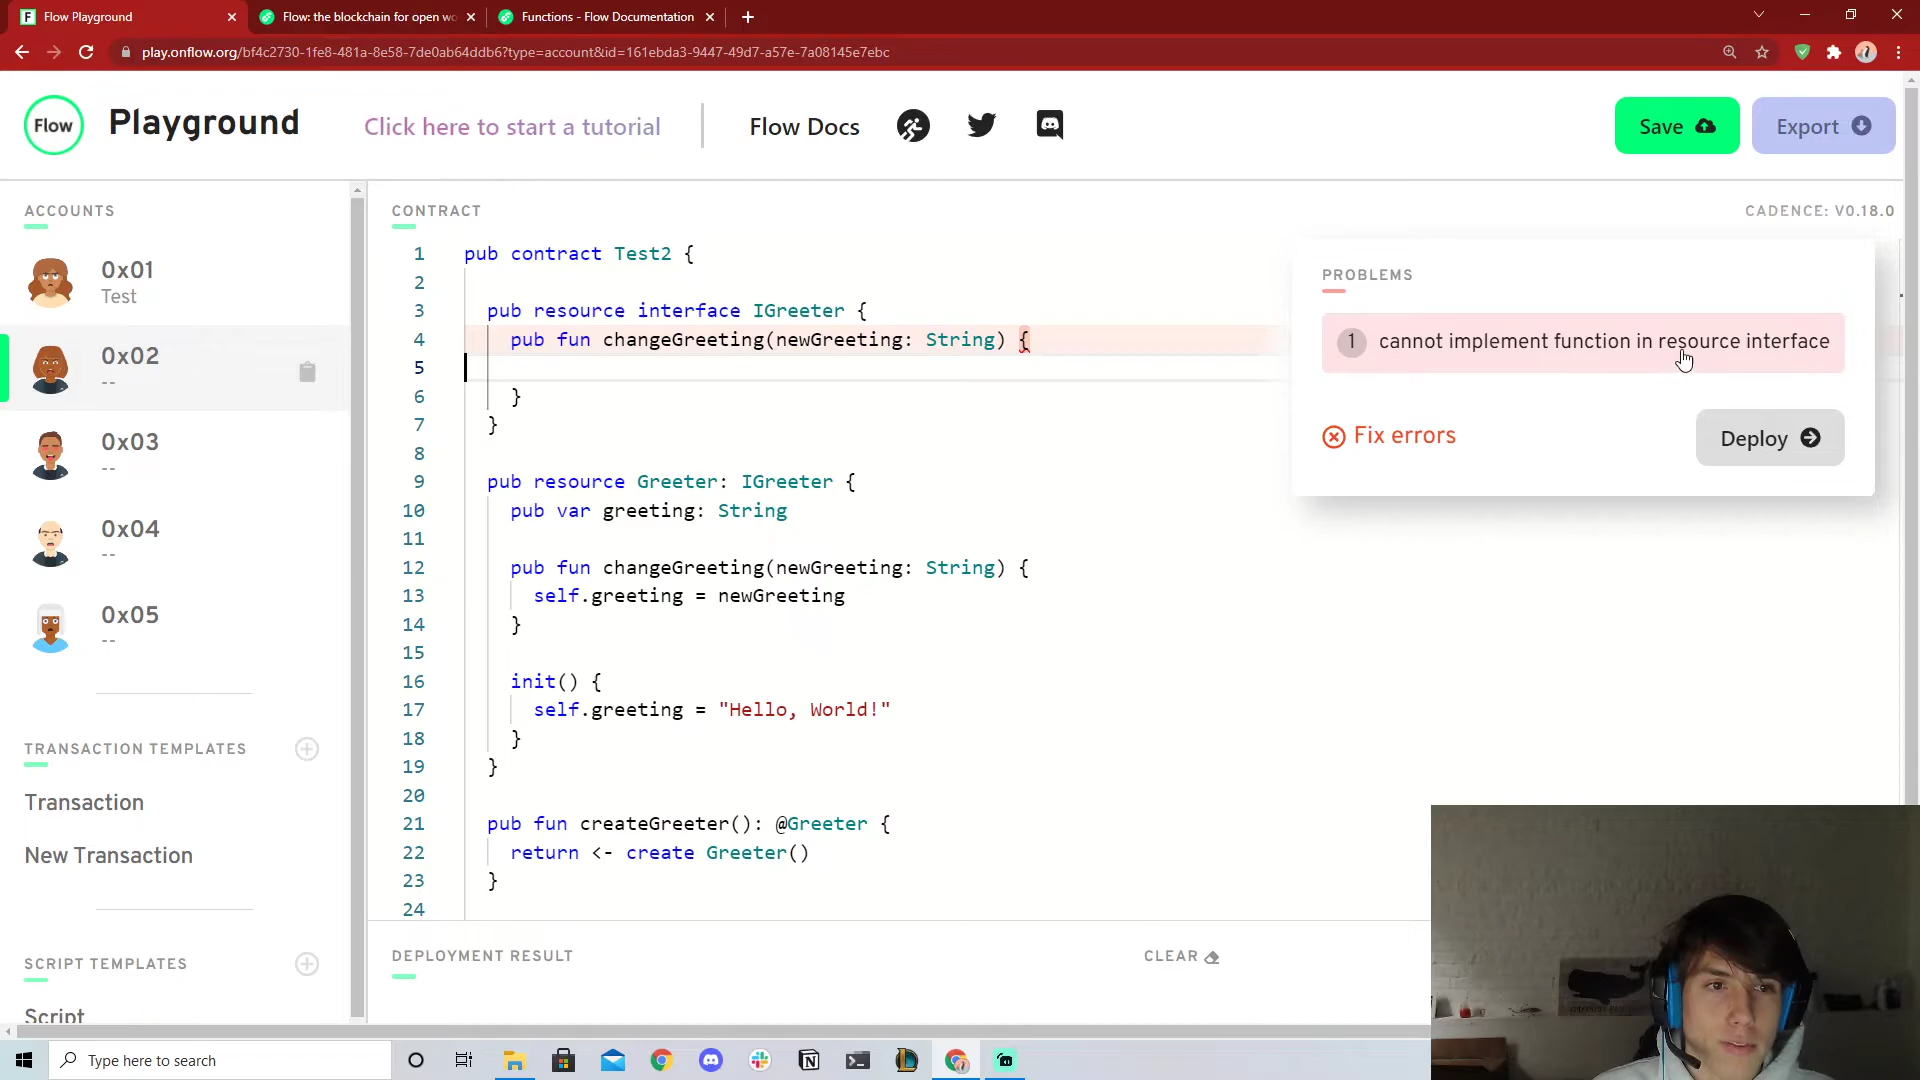 Flow Playground
Flow: the blockchain for open wo
Functions - Flow Documentation
play.onflow.org/bf4c2730-1fe8-481a-8e58-7de0ab64ddb6?type=account&id=161ebda3-9447-49d7-a57e-7a08145e7ebc
Flow
Playground
Click here to start a tutorial
Flow Docs
Save
Export
ACCOUNTS
0x01
Test
0x02
--
0x03
--
0x04
--
0x05
--
TRANSACTION TEMPLATES
Transaction
New Transaction
SCRIPT TEMPLATES
Script
CONTRACT
CADENCE: V0.18.0
1 pub contract Test2 {
2
3 pub resource interface IGreeter {
4 pub fun changeGreeting(newGreeting: String) {
5
6 }
7 }
8
9 pub resource Greeter: IGreeter {
10 pub var greeting: String
11
12 pub fun changeGreeting(newGreeting: String) {
13 self.greeting = newGreeting
14 }
15
16 init() {
17 self.greeting = "Hello, World!"
18 }
19 }
20
21 pub fun createGreeter(): @Greeter {
22 return <- create Greeter()
23 }
24
PROBLEMS
1 cannot implement function in resource interface
Fix errors
Deploy
DEPLOYMENT RESULT
CLEAR
Type here to search